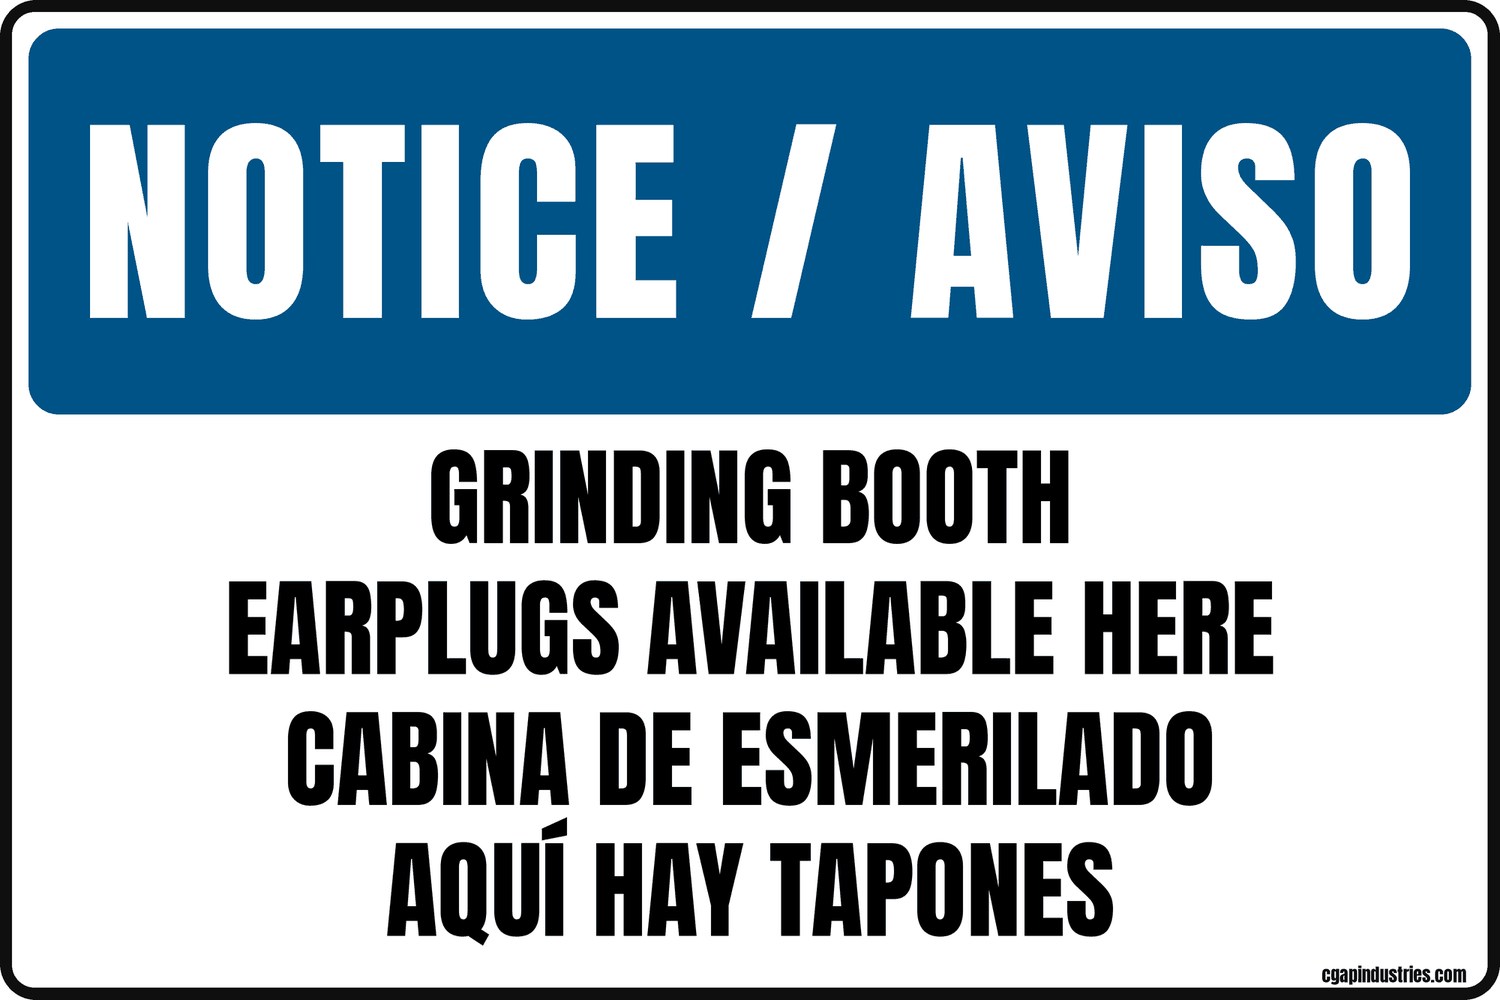 NOTICE / AVISO
GRINDING BOOTH
EARPLUGS AVAILABLE HERE
CABINA DE ESMERILADO
AQUÍ HAY TAPONES
cgapindustries.com